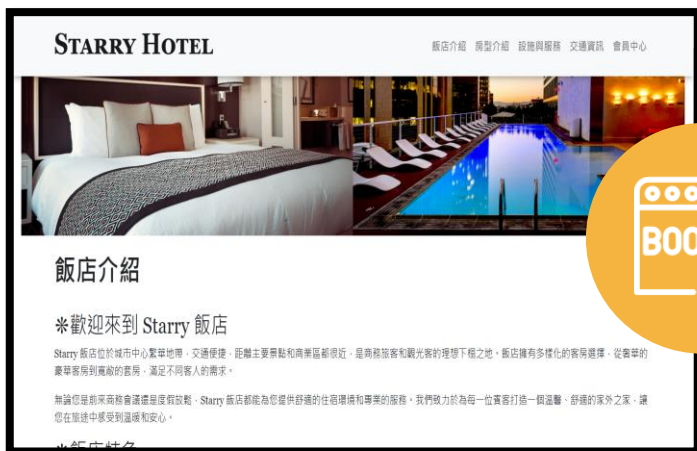 STARRY HOTEL
飯店介紹 房型介紹 設施與服務 交通資訊 會員中心
飯店介紹
※歡迎來到 Starry 飯店
Starry 飯店位於城市中心繁華地帶，交通便捷，距離主要景點和商業區都很近，是商務旅客和觀光客的理想下榻之地。飯店擁有多樣化的客房選擇，從奢華的
豪華客房到寬敞的套房，滿足不同客人的需求。
無論您是前來商務會議還是度假放鬆，Starry 飯店都能為您提供舒適的住宿環境和專業的服務。我們致力於為每一位賓客打造一個溫馨、舒適的家外之家，讓
您在旅途中感受到溫暖和安心。
※飯店特色
BOO